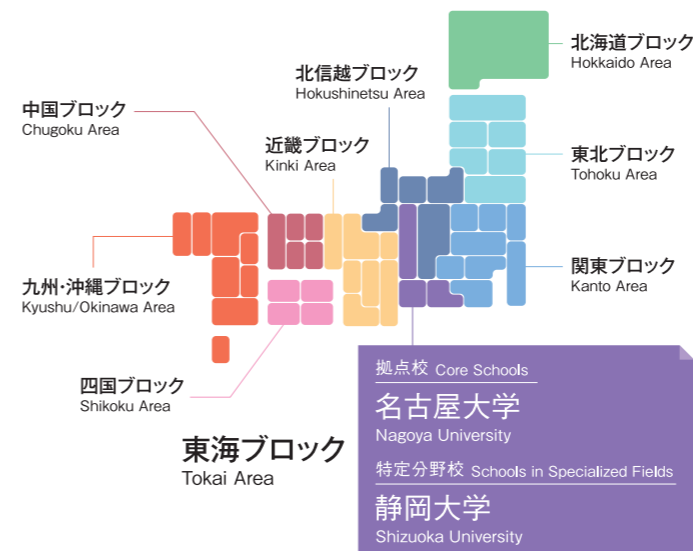 北海道ブロック
Hokkaido Area
北信越ブロック
Hokushinetsu Area
中国ブロック
Chugoku Area
近畿ブロック
Kinki Area
東北ブロック
Tohoku Area
関東ブロック
Kanto Area
九州・沖縄ブロック
Kyushu/Okinawa Area
四国ブロック
Shikoku Area
東海ブロック
Tokai Area
拠点校 Core Schools
名古屋大学
Nagoya University
特定分野校 Schools in Specialized Fields
静岡大学
Shizuoka University